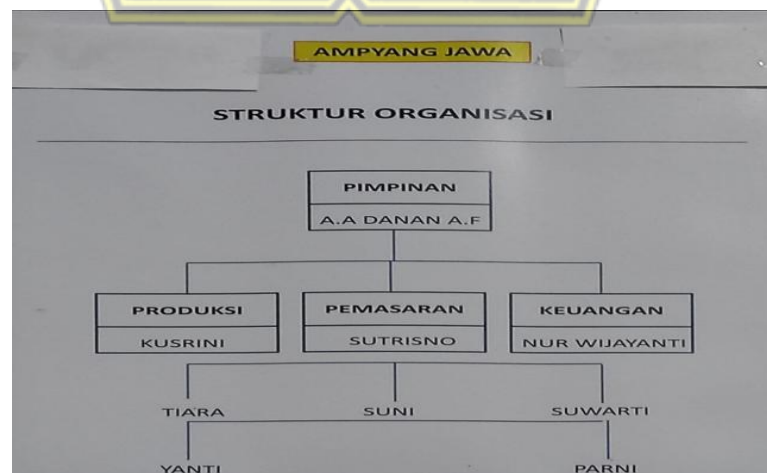 AMPYANG JAWA
STRUKTUR ORGANISASI
PIMPINAN
A.A DANAN A.F
PRODUKSI PEMASARAN KEUANGAN
KUSRINI SUTRISNO NUR WIJAYANTI
TIARA SUNI SUWARTI
YANTI PARNI